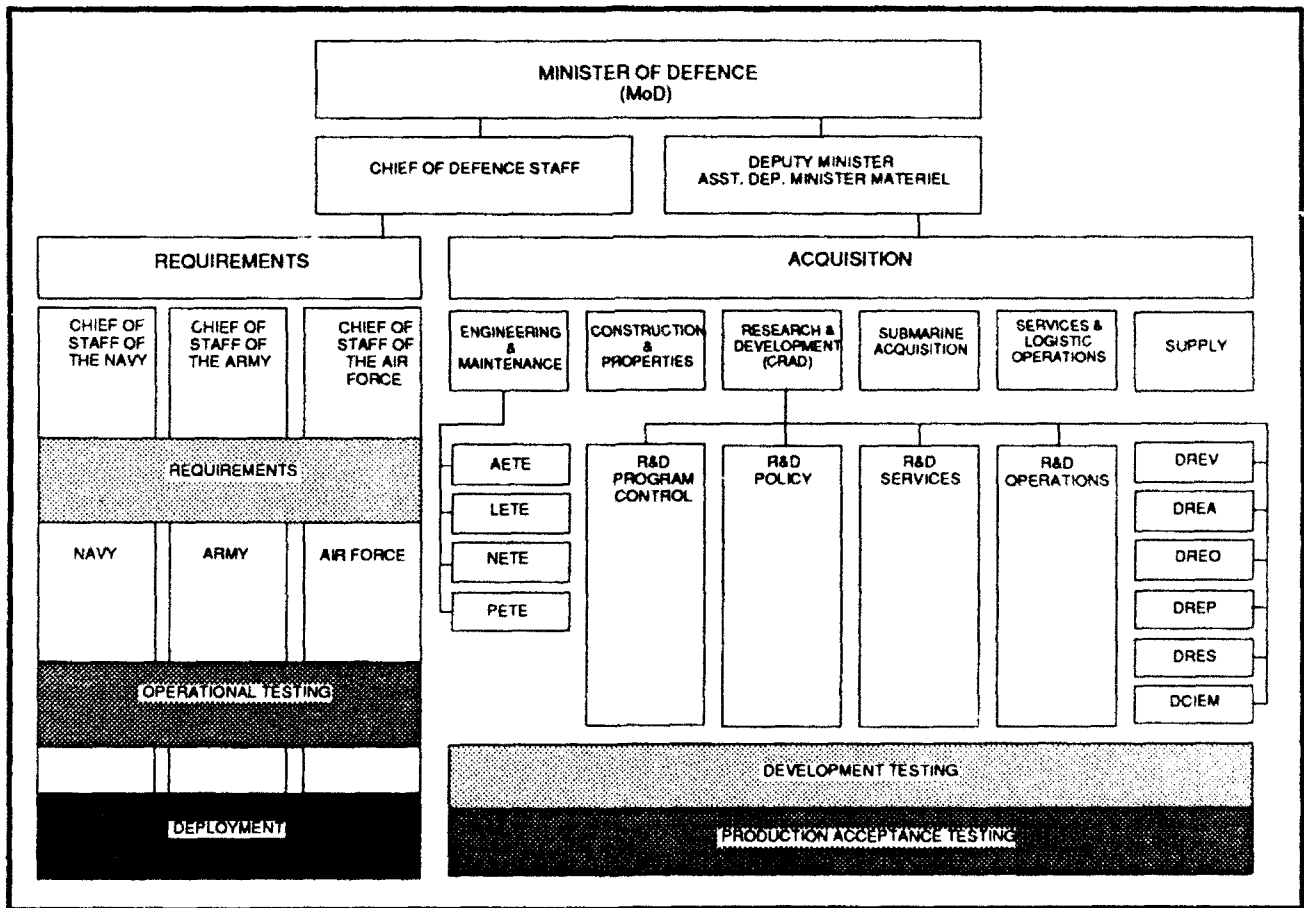 MINISTER OF DEFENCE
(MoD)
CHIEF OF DEFENCE STAFF
DEPUTY MINISTER
ASST. DEP. MINISTER MATERIEL
REQUIREMENTS
ACQUISITION
CHIEF OF
STAFF OF
THE NAVY
CHIEF OF
STAFF OF
THE ARMY
CHIEF OF
STAFF OF
THE AIR
FORCE
ENGINEERING
&
MAINTENANCE
CONSTRUCTION
&
PROPERTIES
RESEARCH &
DEVELOPMENT
(CRAD)
SUBMARINE
ACQUISITION
SERVICES &
LOGISTIC
OPERATIONS
SUPPLY
REQUIREMENTS
NAVY
ARMY
AIR FORCE
OPERATIONAL TESTING
DEPLOYMENT
AETE
LETE
NETE
PETE
R&D
PROGRAM
CONTROL
R&D
POLICY
R&D
SERVICES
R&D
OPERATIONS
DREV
DREA
DREO
DREP
DRES
DCIEM
DEVELOPMENT TESTING
PRODUCTION ACCEPTANCE TESTING